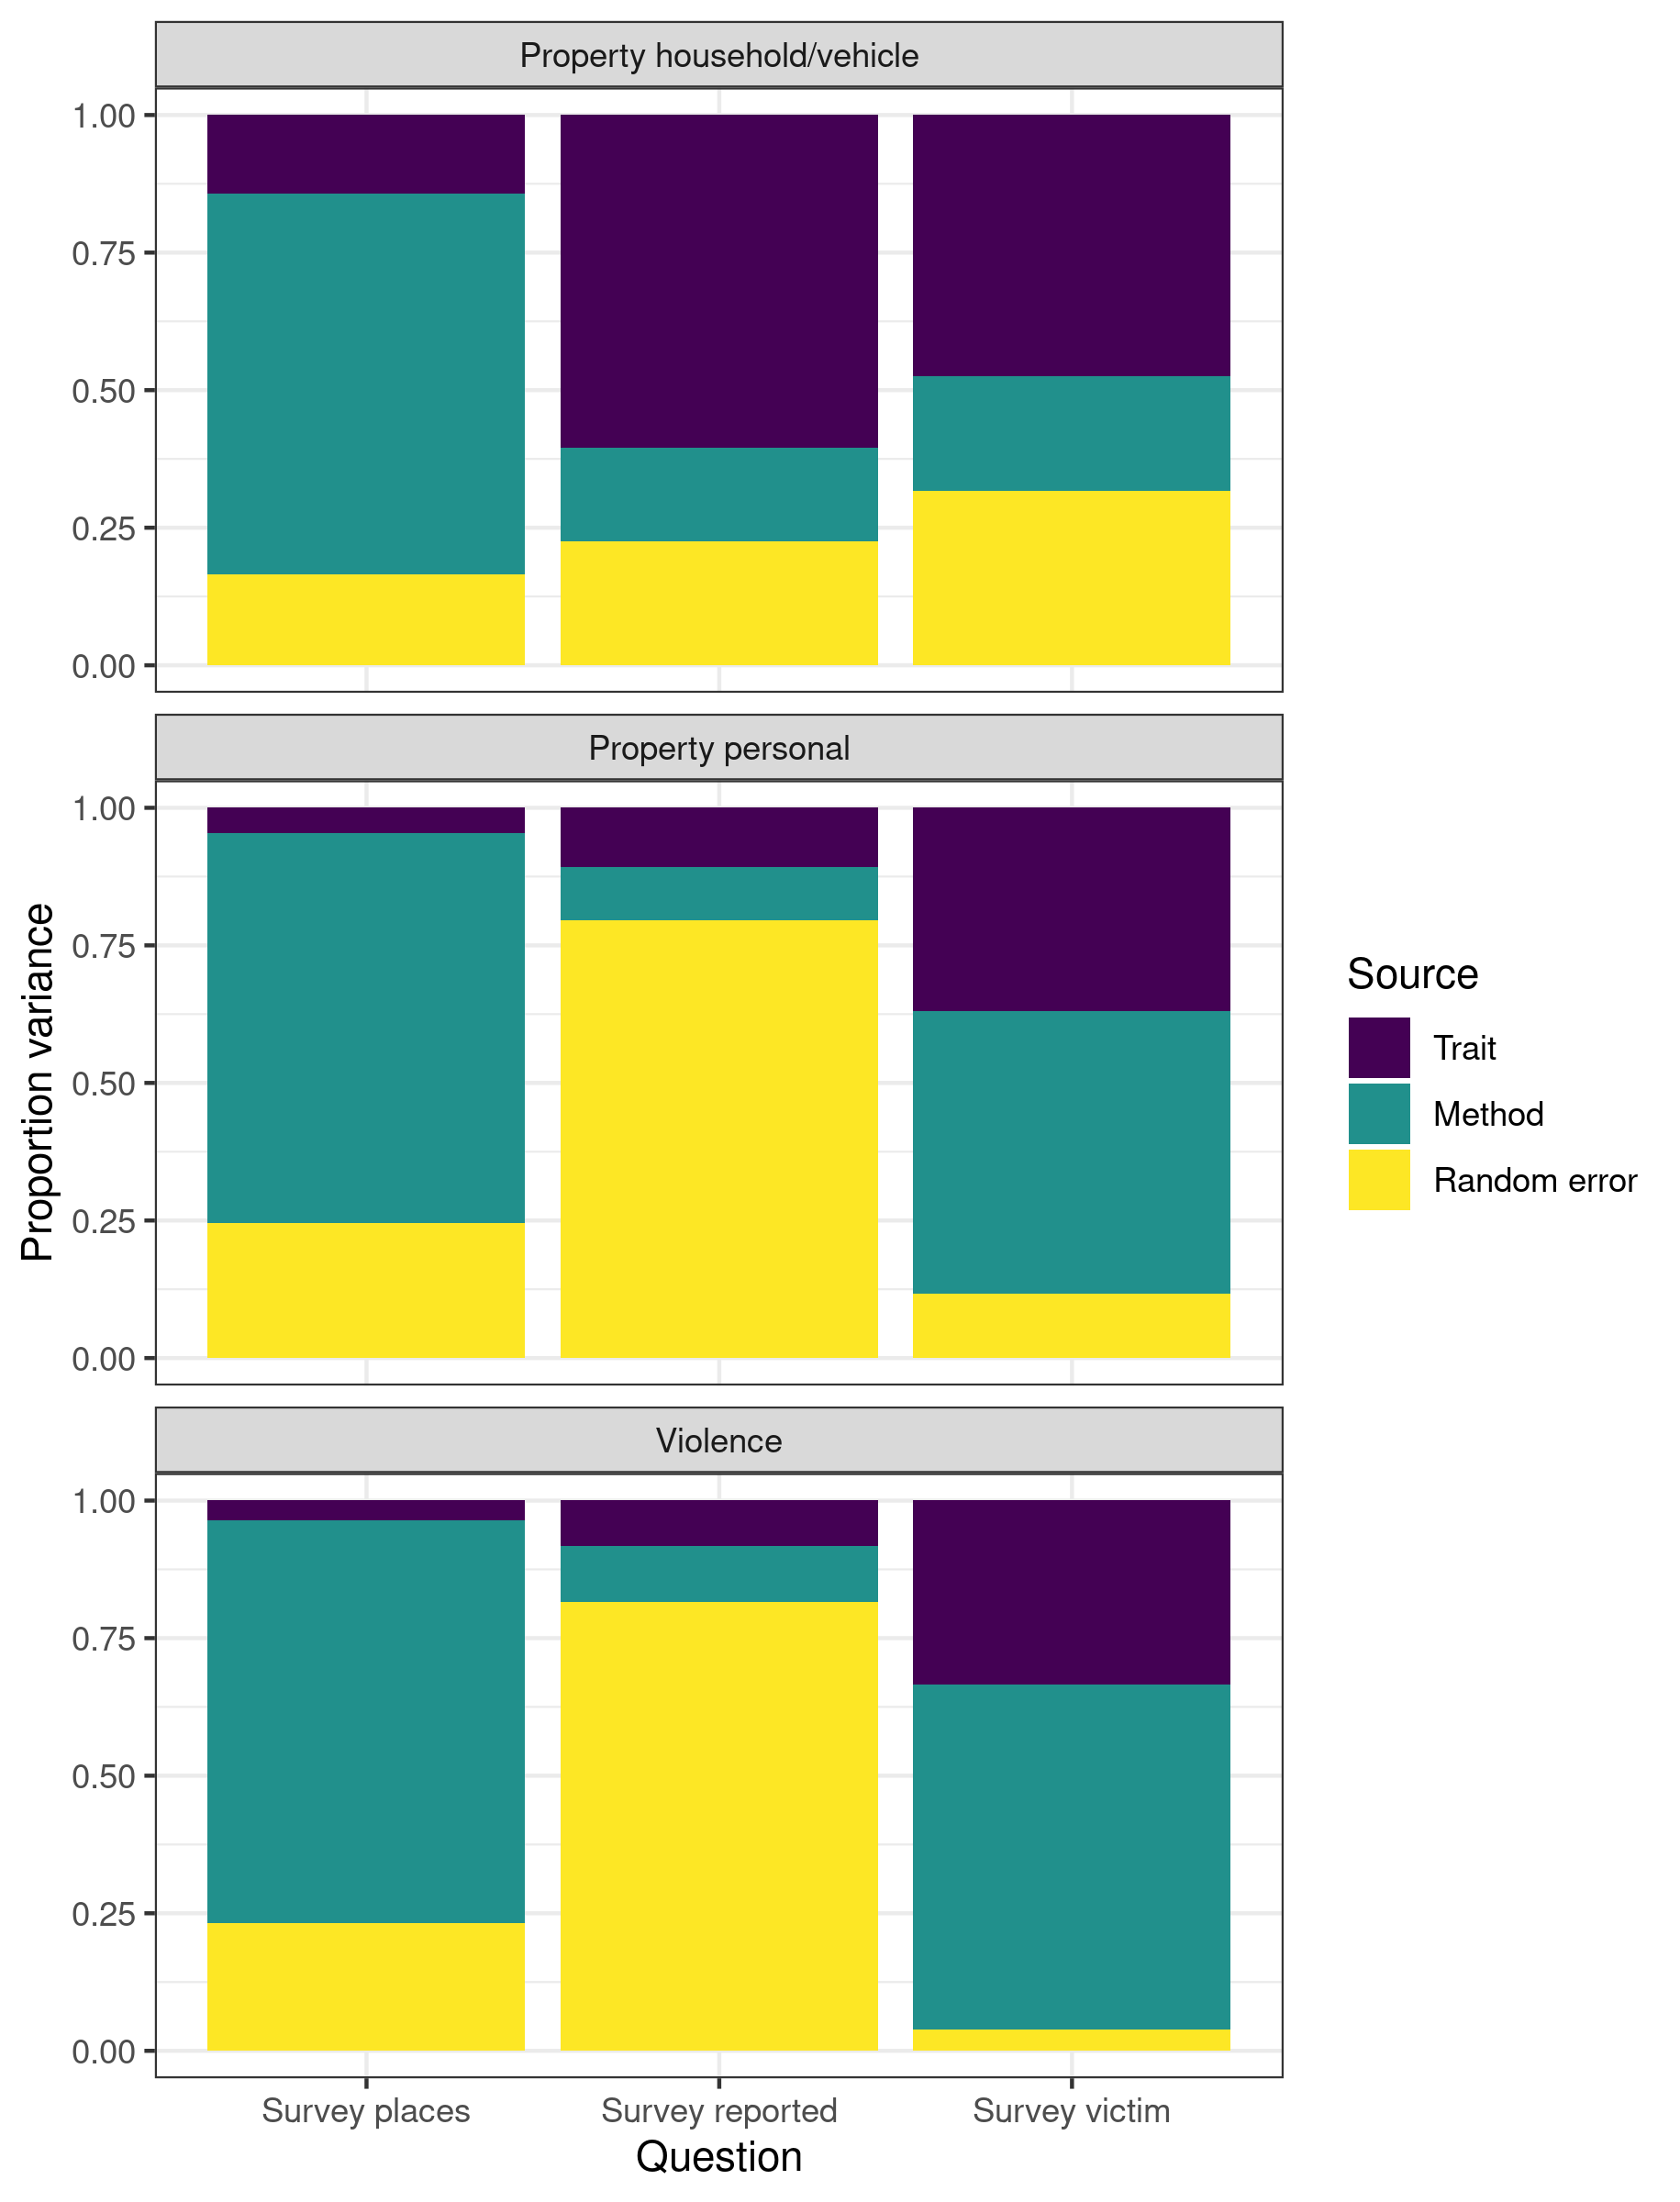 Property household/vehicle
1.00
0.75
0.50
0.25
0.00
Property personal
1.00
0.75
0.50
0.25
0.00
Violence
1.00
0.75
0.50
0.25
0.00
Survey places
Survey reported
Survey victim
Question
Proportion variance
Source
Trait
Method
Random error